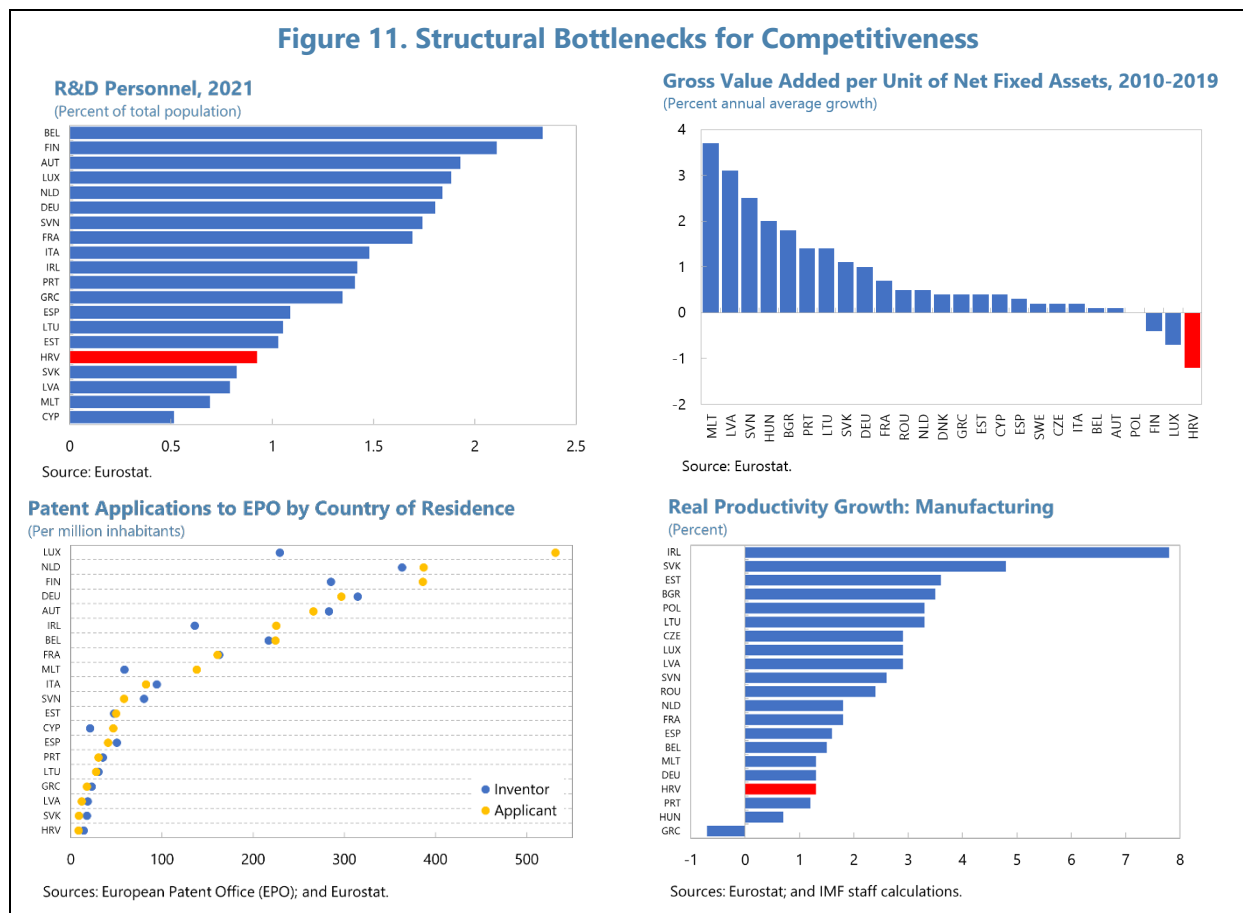 Figure 11. Structural Bottlenecks for Competitiveness
R&D Personnel, 2021
(Percent of total population)
BEL
FIN
AUT
LUX
NLD
DEU
SVN
FRA
ITA
IRL
PRT
GRC
ESP
LTU
EST
HRV
SVK
LVA
MLT
CYP
0 0.5 1 1.5 2 2.5
Source: Eurostat.
Gross Value Added per Unit of Net Fixed Assets, 2010-2019
(Percent annual average growth)
4
3
2
1
0
-1
-2
MLT LVA SVN HUN BGR PRT LTU SVK DEU FRA ROU NLD DNK GRC EST CYP ESP SWE CZE ITA BEL AUT POL FIN LUX HRV
Source: Eurostat.
Patent Applications to EPO by Country of Residence
(Per million inhabitants)
LUX
NLD
FIN
DEU
AUT
IRL
BEL
FRA
MLT
ITA
SVN
EST
CYP
ESP
PRT
LTU
GRC
LVA
SVK
HRV
Inventor
Applicant
0 100 200 300 400 500
Sources: European Patent Office (EPO); and Eurostat.
Real Productivity Growth: Manufacturing
(Percent)
IRL
SVK
EST
BGR
POL
LTU
CZE
LUX
LVA
SVN
ROU
NLD
FRA
ESP
BEL
MLT
DEU
HRV
PRT
HUN
GRC
-1 0 1 2 3 4 5 6 7 8
Sources: Eurostat; and IMF staff calculations.